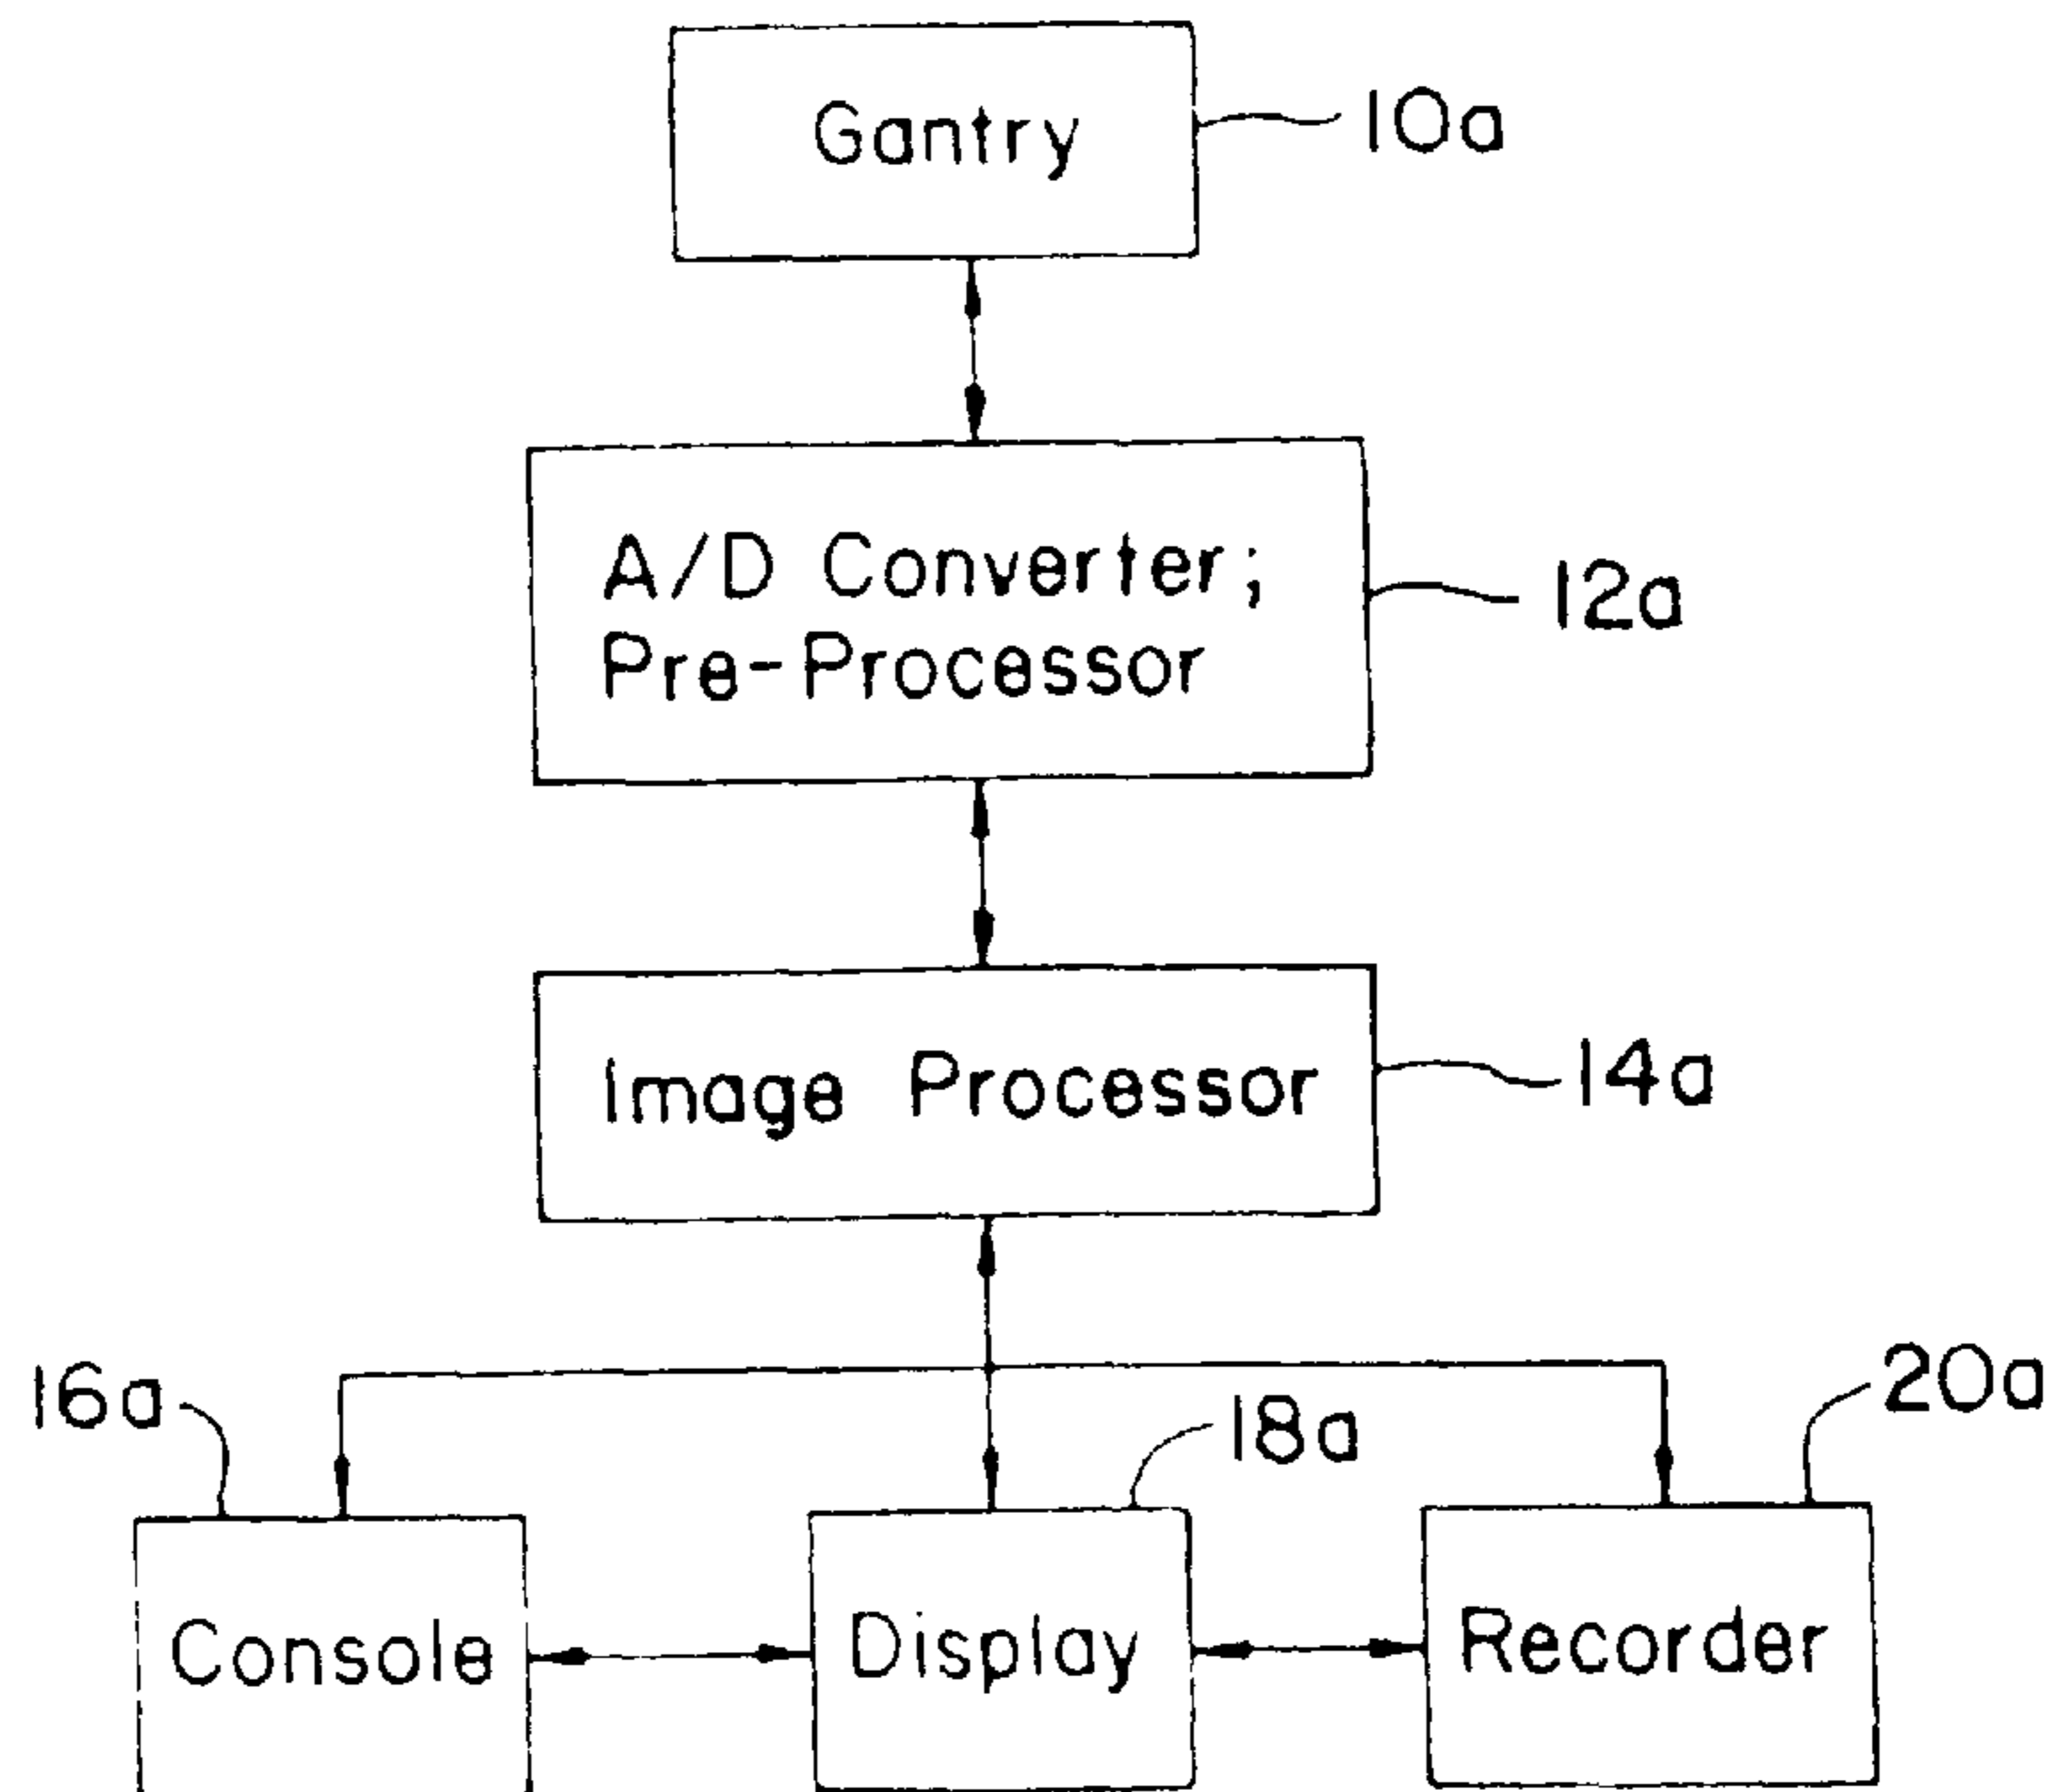 Gantry
10a
A/D Converter;
Pre-Processor
12a
Image Processor
14a
16a
18a
20a
Console
Display
Recorder